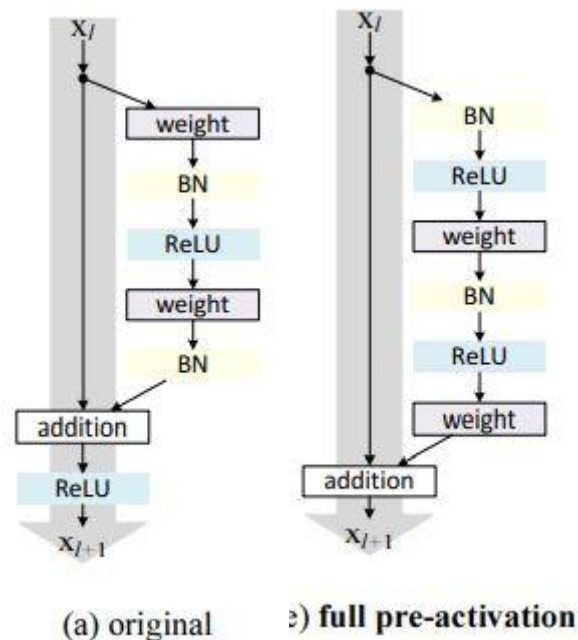 x_l
weight
BN
ReLU
weight
BN
addition
ReLU
x_{l+1}
(a) original
x_l
BN
ReLU
weight
BN
ReLU
weight
addition
x_{l+1}
e) full pre-activation